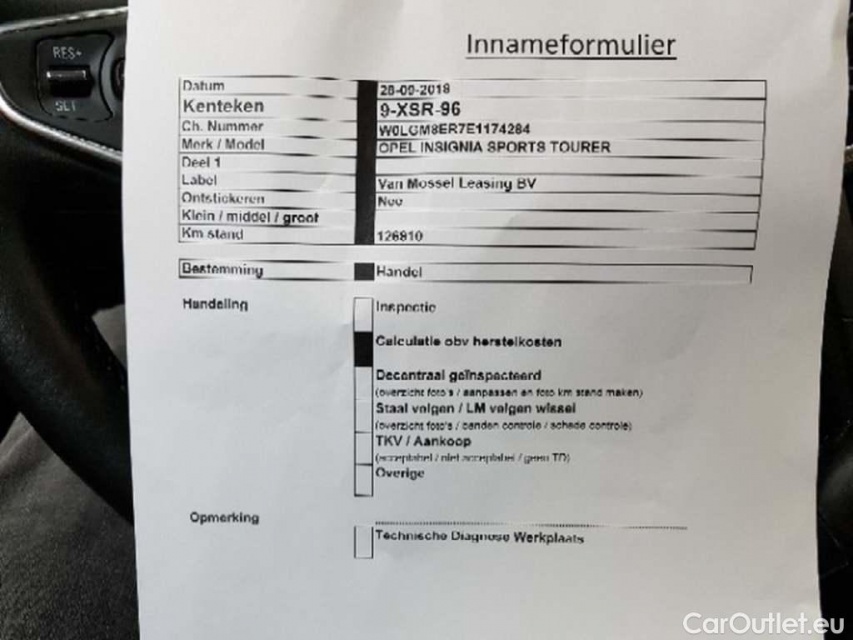 RES+
SET
Innameformulier
Datum 28-09-2018
Kenteken 9-XSR-96
Ch. Nummer W0LGM8ER7E1174284
Merk / Model OPEL INSIGNIA SPORTS TOURER
Deel 1
Label Van Mossel Leasing BV
Ontstickeren Nee
Klein / middel / groot
Km stand 126810
Bestemming Handel
Handeling Inspectie
Calculatie obv herstelkosten
Decentraal geïnspecteerd
(overzicht foto's / aanpassen en foto km stand maken)
Staal velgen / LM velgen wissel
(overzicht foto's / banden controle / schade controle)
TKV / Aankoop
(acceptabel / niet acceptabel / geen TD)
Overige
Opmerking
Technische Diagnose Werkplaats
CarOutlet.eu